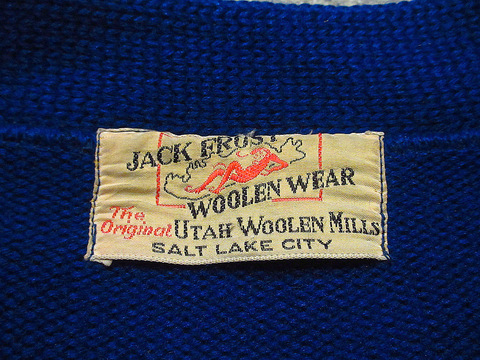 JACK FROST
WOOLEN WEAR
The Original UTAH WOOLEN MILLS
SALT LAKE CITY